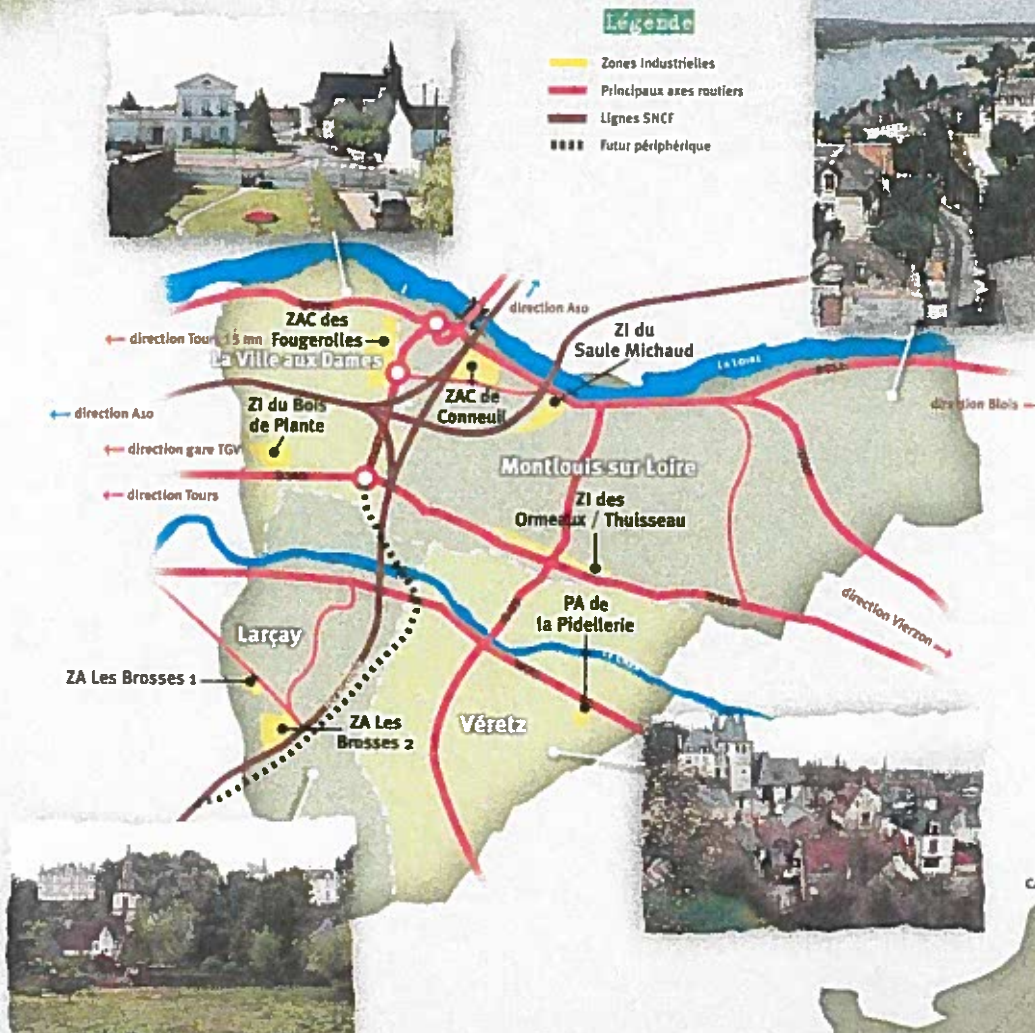 Légende
Zones Industrielles
Principaux axes routiers
Lignes SNCF
Futur périphérique
direction A10
ZAC des
Fougerolles
direction Tours 15 mn
La Ville aux Dames
ZI du
Saule Michaud
LA LOIRE
ZAC de
Conneuil
direction Blois
ZI du Bois
de Plante
direction A10
direction gare TGV
direction Tours
Montlouis sur Loire
ZI des
Ormeaux / Thuisseau
PA de
la Pidellerie
direction Vierzon
Larçay
ZA Les Brosses 1
ZA Les
Brosses 2
Véretz